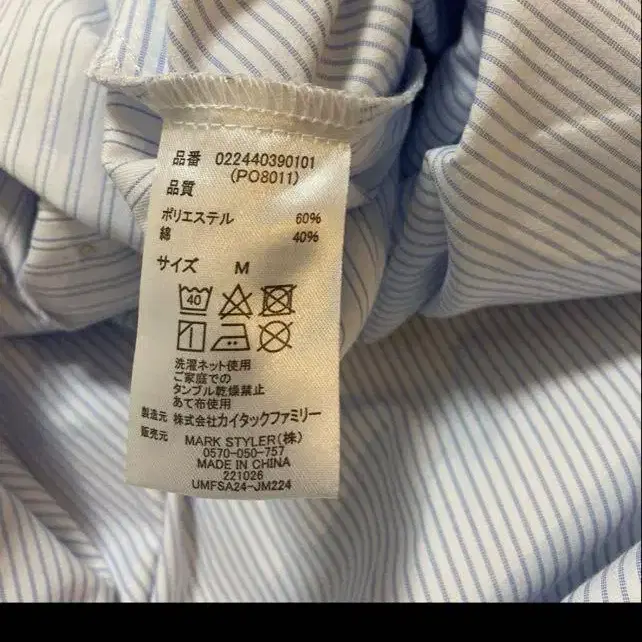 品番 022440390101
(PO8011)
品質
ポリエステル 60%
綿 40%
サイズ M
40
洗濯ネット使用
ご家庭での
タンブル乾燥禁止
あて布使用
製造元 株式会社カイタックファミリー
販売元 MARK STYLER(株)
0570-050-757
MADE IN CHINA
221026
UMFSA24-JM224